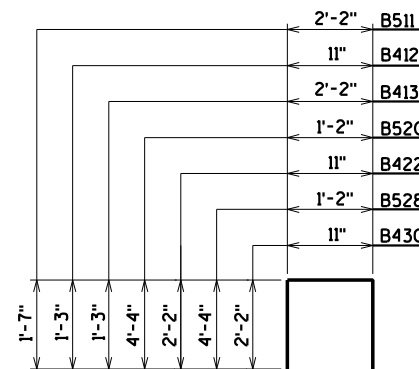 2'-2" B511
11" B412
2'-2" B413
1'-2" B520
11" B422
1'-2" B528
11" B430
1'-7" 1'-3" 1'-3" 4'-4" 2'-2" 4'-4" 2'-2"